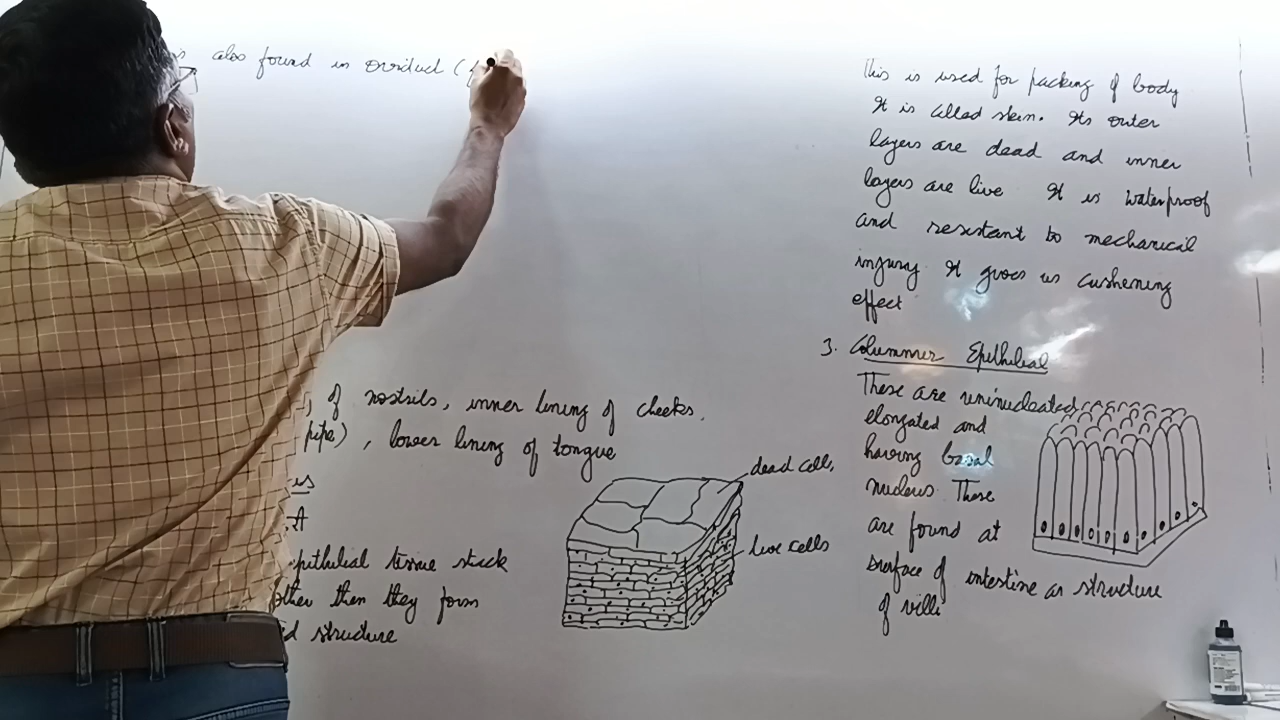 also found in oviduct (
of nostrils, inner lining of cheeks.
pipe), lower lining of tongue
epithelial tissue stack
other then they form
structure
dead cells
live cells
This is used for packing of body
It is called skin. Its outer
layers are dead and inner
layers are live It is waterproof
and resistant to mechanical
injury It gives us cushening
effect
3. Columnar Epithelial
These are uninucleated,
elongated and
having basal
nucleus These
are found at
surface of intestine as structure
of villi